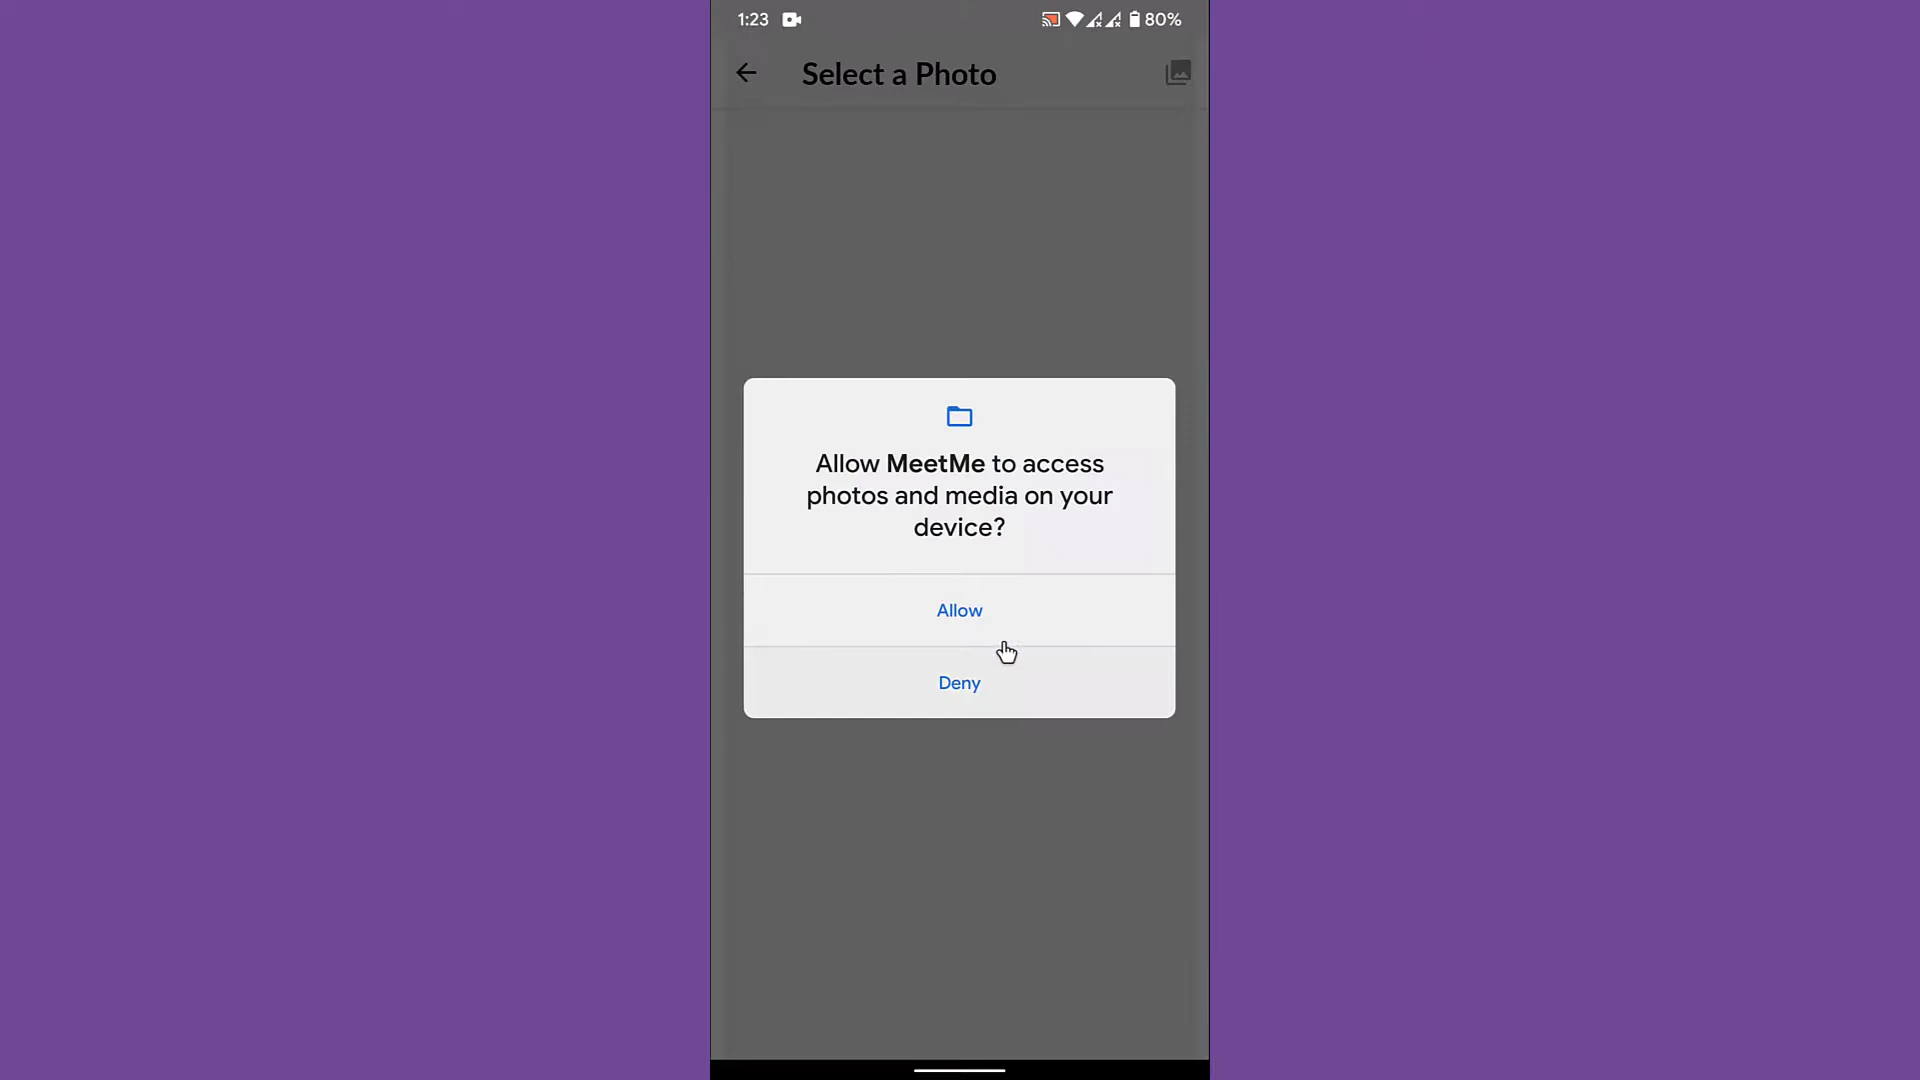 1:23
80%
Select a Photo
Allow MeetMe to access
photos and media on your
device?
Allow
Deny